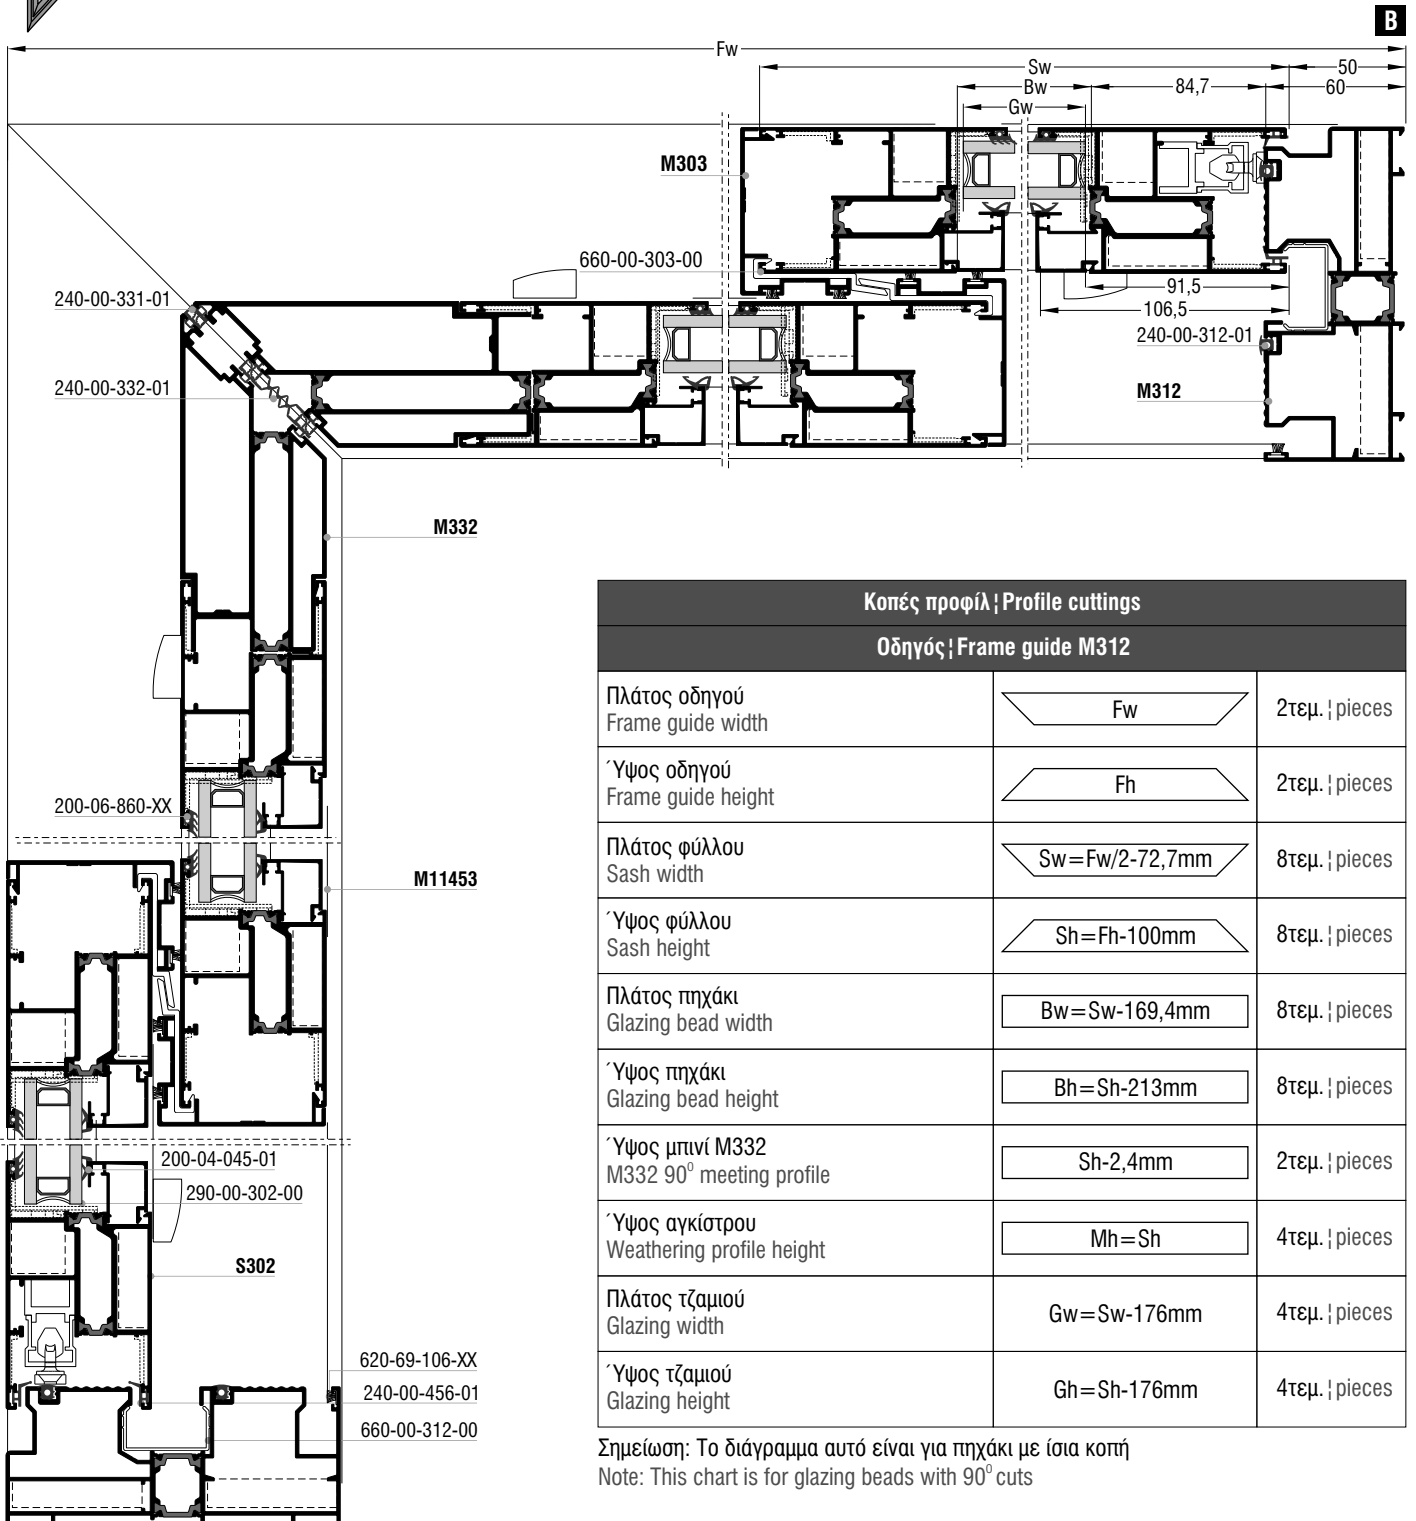 B
Fw
Sw
50
Bw
84,7
60
Gw
M303
660-00-303-00
91,5
240-00-331-01
106,5
240-00-312-01
240-00-332-01
M312
M332
200-06-860-XX
M11453
200-04-045-01
290-00-302-00
S302
620-69-106-XX
240-00-456-01
660-00-312-00
Κοπές προφίλ ¦ Profile cuttings
Οδηγός ¦ Frame guide M312
Πλάτος οδηγού
Frame guide width
Fw
2τεμ. ¦ pieces
Ύψος οδηγού
Frame guide height
Fh
2τεμ. ¦ pieces
Πλάτος φύλλου
Sash width
Sw=Fw/2-72,7mm
8τεμ. ¦ pieces
Ύψος φύλλου
Sash height
Sh=Fh-100mm
8τεμ. ¦ pieces
Πλάτος πηχάκι
Glazing bead width
Bw=Sw-169,4mm
8τεμ. ¦ pieces
Ύψος πηχάκι
Glazing bead height
Bh=Sh-213mm
8τεμ. ¦ pieces
Ύψος μπινί M332
M332 90⁰ meeting profile
Sh-2,4mm
2τεμ. ¦ pieces
Ύψος αγκίστρου
Weathering profile height
Mh=Sh
4τεμ. ¦ pieces
Πλάτος τζαμιού
Glazing width
Gw=Sw-176mm
4τεμ. ¦ pieces
Ύψος τζαμιού
Glazing height
Gh=Sh-176mm
4τεμ. ¦ pieces
Σημείωση: Το διάγραμμα αυτό είναι για πηχάκι με ίσια κοπή
Note: This chart is for glazing beads with 90⁰ cuts